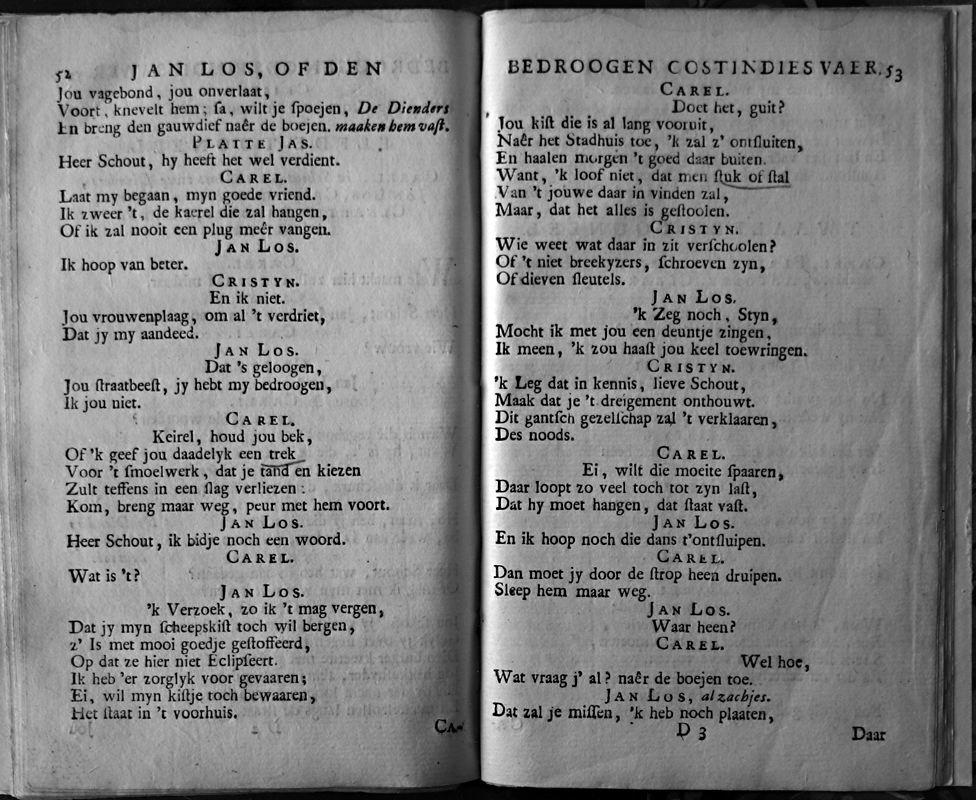 52 JAN LOS, OF DEN
Jou vagebond, jou onverlaat,
Voort, knevelt hem; ſa, wilt je ſpoejen, De Dienders
En breng den gauwdief naêr de boejen. maaken hem vaſt.
PLATTE JAS.
Heer Schout, hy heeft het wel verdient.
CAREL.
Laat my begaan, myn goede vriend.
Ik zweer 't, de kaerel die zal hangen,
Of ik zal nooit een plug meêr vangen.
JAN LOS.
Ik hoop van beter.
CRISTYN.
En ik niet.
Jou vrouwenplaag, om al 't verdriet,
Dat jy my aandeed.
JAN LOS.
Dat 's geloogen,
Jou ſtraatbeeſt, jy hebt my bedroogen,
Ik jou niet.
CAREL.
Keirel, houd jou bek,
Of 'k geef jou daadelyk een trek
Voor 't ſmoelwerk, dat je tand en kiezen
Zult teffens in een ſlag verliezen:
Kom, breng maar weg, peur met hem voort.
JAN LOS.
Heer Schout, ik bidje noch een woord.
CAREL.
Wat is 't?
JAN LOS.
'k Verzoek, zo ik 't mag vergen,
Dat jy myn ſcheepskiſt toch wil bergen,
z' Is met mooi goedje geſtoffeerd,
Op dat ze hier niet Eclipſeert.
Ik heb 'er zorglyk voor gevaaren;
Ei, wil myn kiſtje toch bewaaren,
Het ſtaat in 't voorhuis.
CA-
BEDROOGEN COSTINDIES VAER. 53
CAREL.
Doet het, guit?
Jou kiſt die is al lang vooruit,
Naêr het Stadhuis toe, 'k zal z' ontſluiten,
En haalen morgen 't goed daar buiten.
Want, 'k loof niet, dat men ſtuk of ſtal
Van 't jouwe daar in vinden zal,
Maar, dat het alles is geſtoolen.
CRISTYN.
Wie weet wat daar in zit verſchoolen?
Of 't niet breekyzers, ſchroeven zyn,
Of dieven ſleutels.
JAN LOS.
'k Zeg noch, Styn,
Mocht ik met jou een deuntje zingen,
Ik meen, 'k zou haaſt jou keel toewringen.
CRISTYN.
'k Leg dat in kennis, lieve Schout,
Maak dat je 't dreigement onthouwt.
Dit gantſch gezelſchap zal 't verklaaren,
Des noods.
CAREL.
Ei, wilt die moeite ſpaaren,
Daar loopt zo veel toch tot zyn laſt,
Dat hy moet hangen, dat ſtaat vaſt.
JAN LOS.
En ik hoop noch die dans t'ontſluipen.
CAREL.
Dan moet jy door de ſtrop heen druipen.
Sleep hem maar weg.
JAN LOS.
Waar heen?
CAREL.
Wel hoe,
Wat vraag j' al? naêr de boejen toe.
JAN LOS, al zachjes.
Dat zal je miſſen, 'k heb noch plaaten,
D 3 Daar